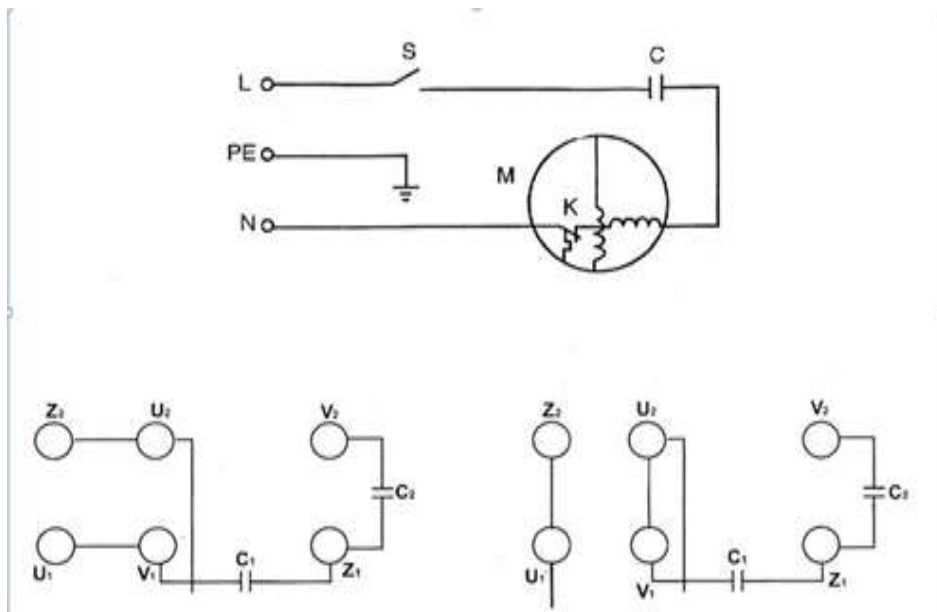 S C
L
PE
M
K
N
Z₂ U₂ V₂
C₂
C₁
U₁ V₁ Z₁
Z₂ U₂ V₂
C₂
C₁
U₁ V₁ Z₁